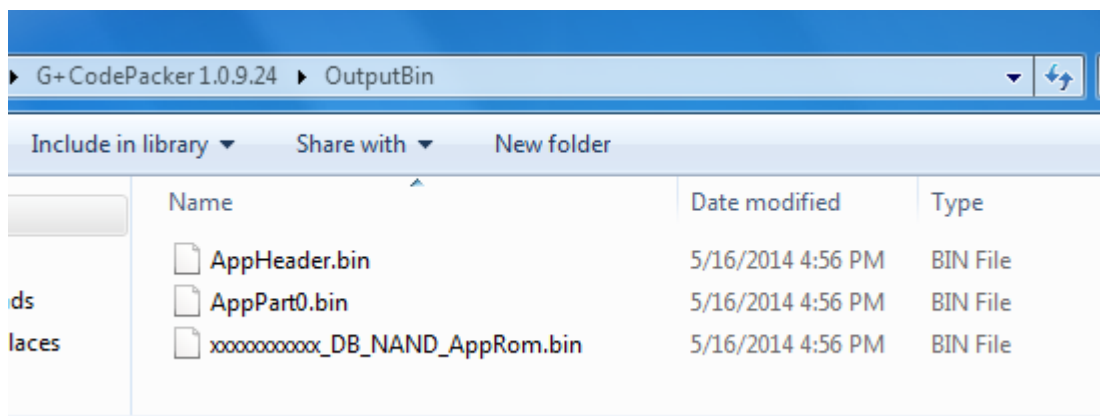 G+CodePacker 1.0.9.24 OutputBin
Include in library Share with New folder
Name Date modified Type
AppHeader.bin 5/16/2014 4:56 PM BIN File
ds AppPart0.bin 5/16/2014 4:56 PM BIN File
laces xxxxxxxxxxx_DB_NAND_AppRom.bin 5/16/2014 4:56 PM BIN File